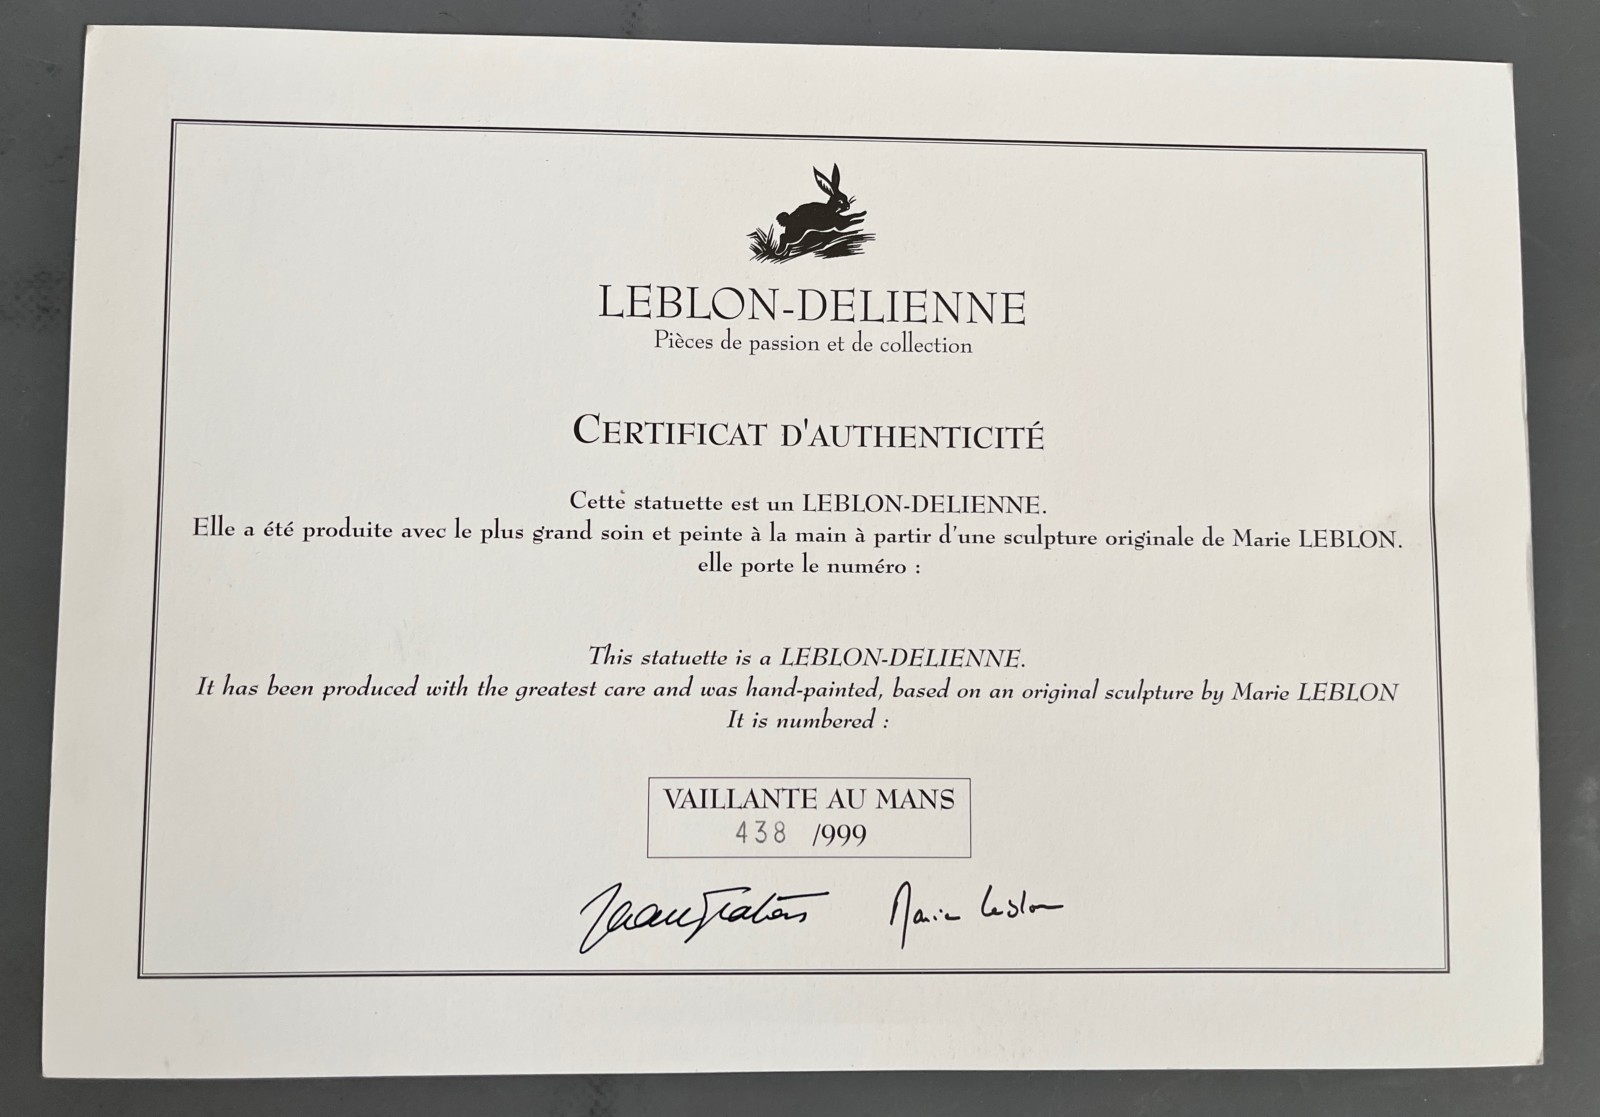 LEBLON-DELIENNE
Pièces de passion et de collection
CERTIFICAT D'AUTHENTICITÉ
Cette statuette est un LEBLON-DELIENNE.
Elle a été produite avec le plus grand soin et peinte à la main à partir d'une sculpture originale de Marie LEBLON.
elle porte le numéro :
This statuette is a LEBLON-DELIENNE.
It has been produced with the greatest care and was hand-painted, based on an original sculpture by Marie LEBLON
It is numbered :
VAILLANTE AU MANS
438 /999
Marie Leblon